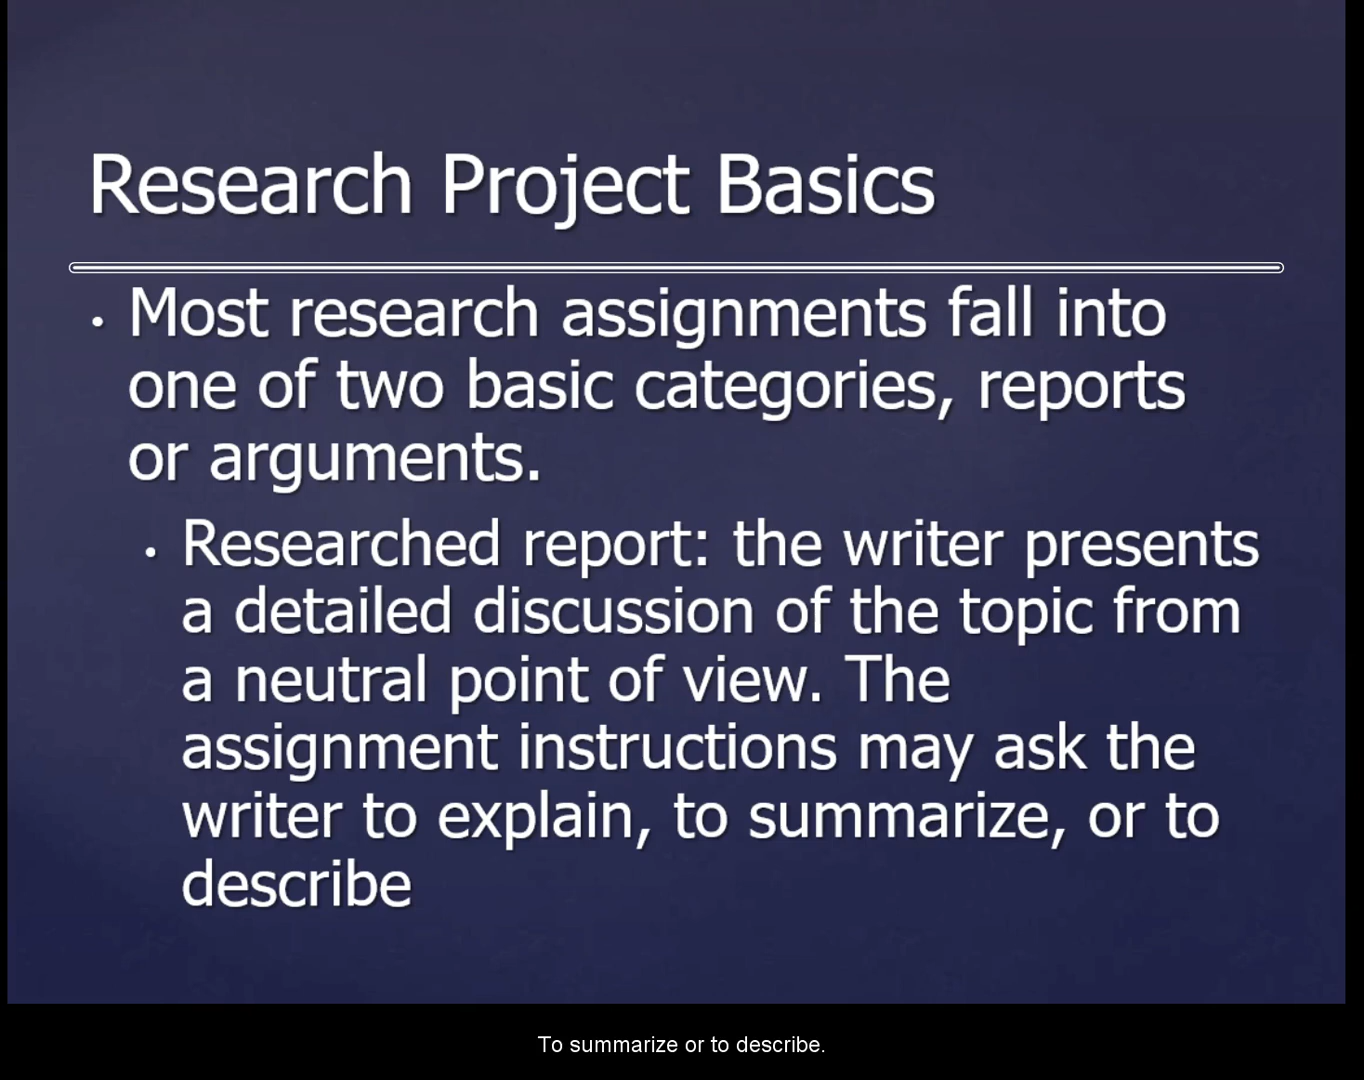 Research Project Basics
• Most research assignments fall into
one of two basic categories, reports
or arguments.
• Researched report: the writer presents
a detailed discussion of the topic from
a neutral point of view. The
assignment instructions may ask the
writer to explain, to summarize, or to
describe
To summarize or to describe.